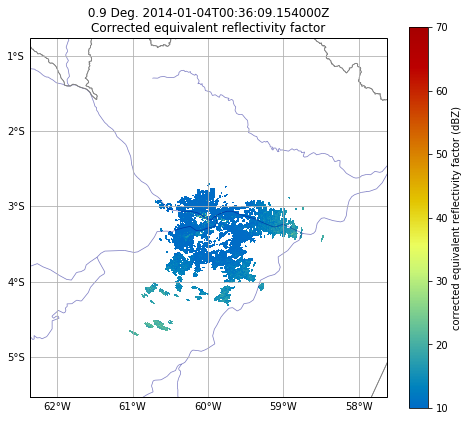 0.9 Deg. 2014-01-04T00:36:09.154000Z
Corrected equivalent reflectivity factor
1°S
2°S
3°S
4°S
5°S
62°W 61°W 60°W 59°W 58°W
70
60
50
40
30
20
10
corrected equivalent reflectivity factor (dBZ)